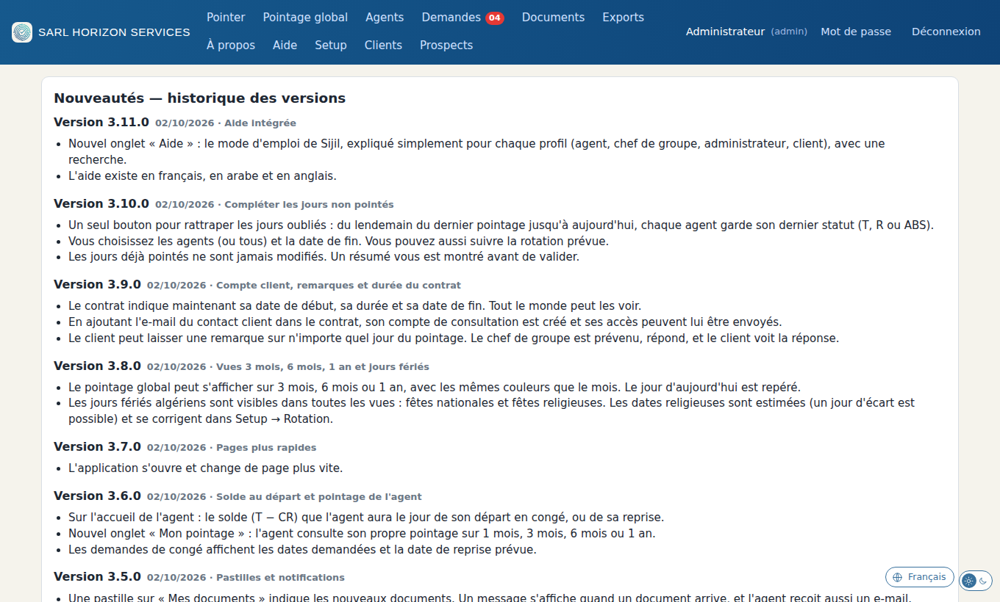 SARL HORIZON SERVICES
Pointer Pointage global Agents Demandes 04 Documents Exports
À propos Aide Setup Clients Prospects
Administrateur (admin) Mot de passe Déconnexion
Nouveautés — historique des versions
Version 3.11.0 02/10/2026 · Aide intégrée
• Nouvel onglet « Aide » : le mode d'emploi de Sijil, expliqué simplement pour chaque profil (agent, chef de groupe, administrateur, client), avec une
recherche.
• L'aide existe en français, en arabe et en anglais.
Version 3.10.0 02/10/2026 · Compléter les jours non pointés
• Un seul bouton pour rattraper les jours oubliés : du lendemain du dernier pointage jusqu'à aujourd'hui, chaque agent garde son dernier statut (T, R ou ABS).
• Vous choisissez les agents (ou tous) et la date de fin. Vous pouvez aussi suivre la rotation prévue.
• Les jours déjà pointés ne sont jamais modifiés. Un résumé vous est montré avant de valider.
Version 3.9.0 02/10/2026 · Compte client, remarques et durée du contrat
• Le contrat indique maintenant sa date de début, sa durée et sa date de fin. Tout le monde peut les voir.
• En ajoutant l'e-mail du contact client dans le contrat, son compte de consultation est créé et ses accès peuvent lui être envoyés.
• Le client peut laisser une remarque sur n'importe quel jour du pointage. Le chef de groupe est prévenu, répond, et le client voit la réponse.
Version 3.8.0 02/10/2026 · Vues 3 mois, 6 mois, 1 an et jours fériés
• Le pointage global peut s'afficher sur 3 mois, 6 mois ou 1 an, avec les mêmes couleurs que le mois. Le jour d'aujourd'hui est repéré.
• Les jours fériés algériens sont visibles dans toutes les vues : fêtes nationales et fêtes religieuses. Les dates religieuses sont estimées (un jour d'écart est
possible) et se corrigent dans Setup → Rotation.
Version 3.7.0 02/10/2026 · Pages plus rapides
• L'application s'ouvre et change de page plus vite.
Version 3.6.0 02/10/2026 · Solde au départ et pointage de l'agent
• Sur l'accueil de l'agent : le solde (T − CR) que l'agent aura le jour de son départ en congé, ou de sa reprise.
• Nouvel onglet « Mon pointage » : l'agent consulte son propre pointage sur 1 mois, 3 mois, 6 mois ou 1 an.
• Les demandes de congé affichent les dates demandées et la date de reprise prévue.
Version 3.5.0 02/10/2026 · Pastilles et notifications
• Une pastille sur « Mes documents » indique les nouveaux documents. Un message s'affiche quand un document arrive, et l'agent reçoit aussi un e-mail.
Français